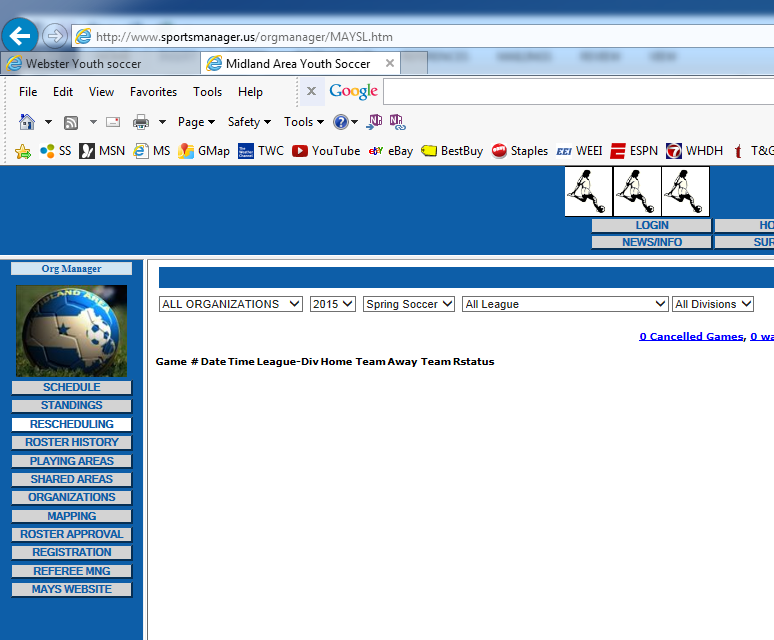 http://www.sportsmanager.us/orgmanager/MAYSL.htm
Webster Youth soccer
Midland Area Youth Soccer
File Edit View Favorites Tools Help
x Google
Page Safety Tools
SS MSN MS GMap TWC YouTube eBay BestBuy EEI WEEI Staples ESPN WHDH T&G
LOGIN
NEWS/INFO
Org Manager
MIDLAND AREA
SCHEDULE
STANDINGS
RESCHEDULING
ROSTER HISTORY
PLAYING AREAS
SHARED AREAS
ORGANIZATIONS
MAPPING
ROSTER APPROVAL
REGISTRATION
REFEREE MNG
MAYS WEBSITE
ALL ORGANIZATIONS 2015 Spring Soccer All League All Divisions
0 Cancelled Games, 0 wa
Game # Date Time League-Div Home Team Away Team Rstatus